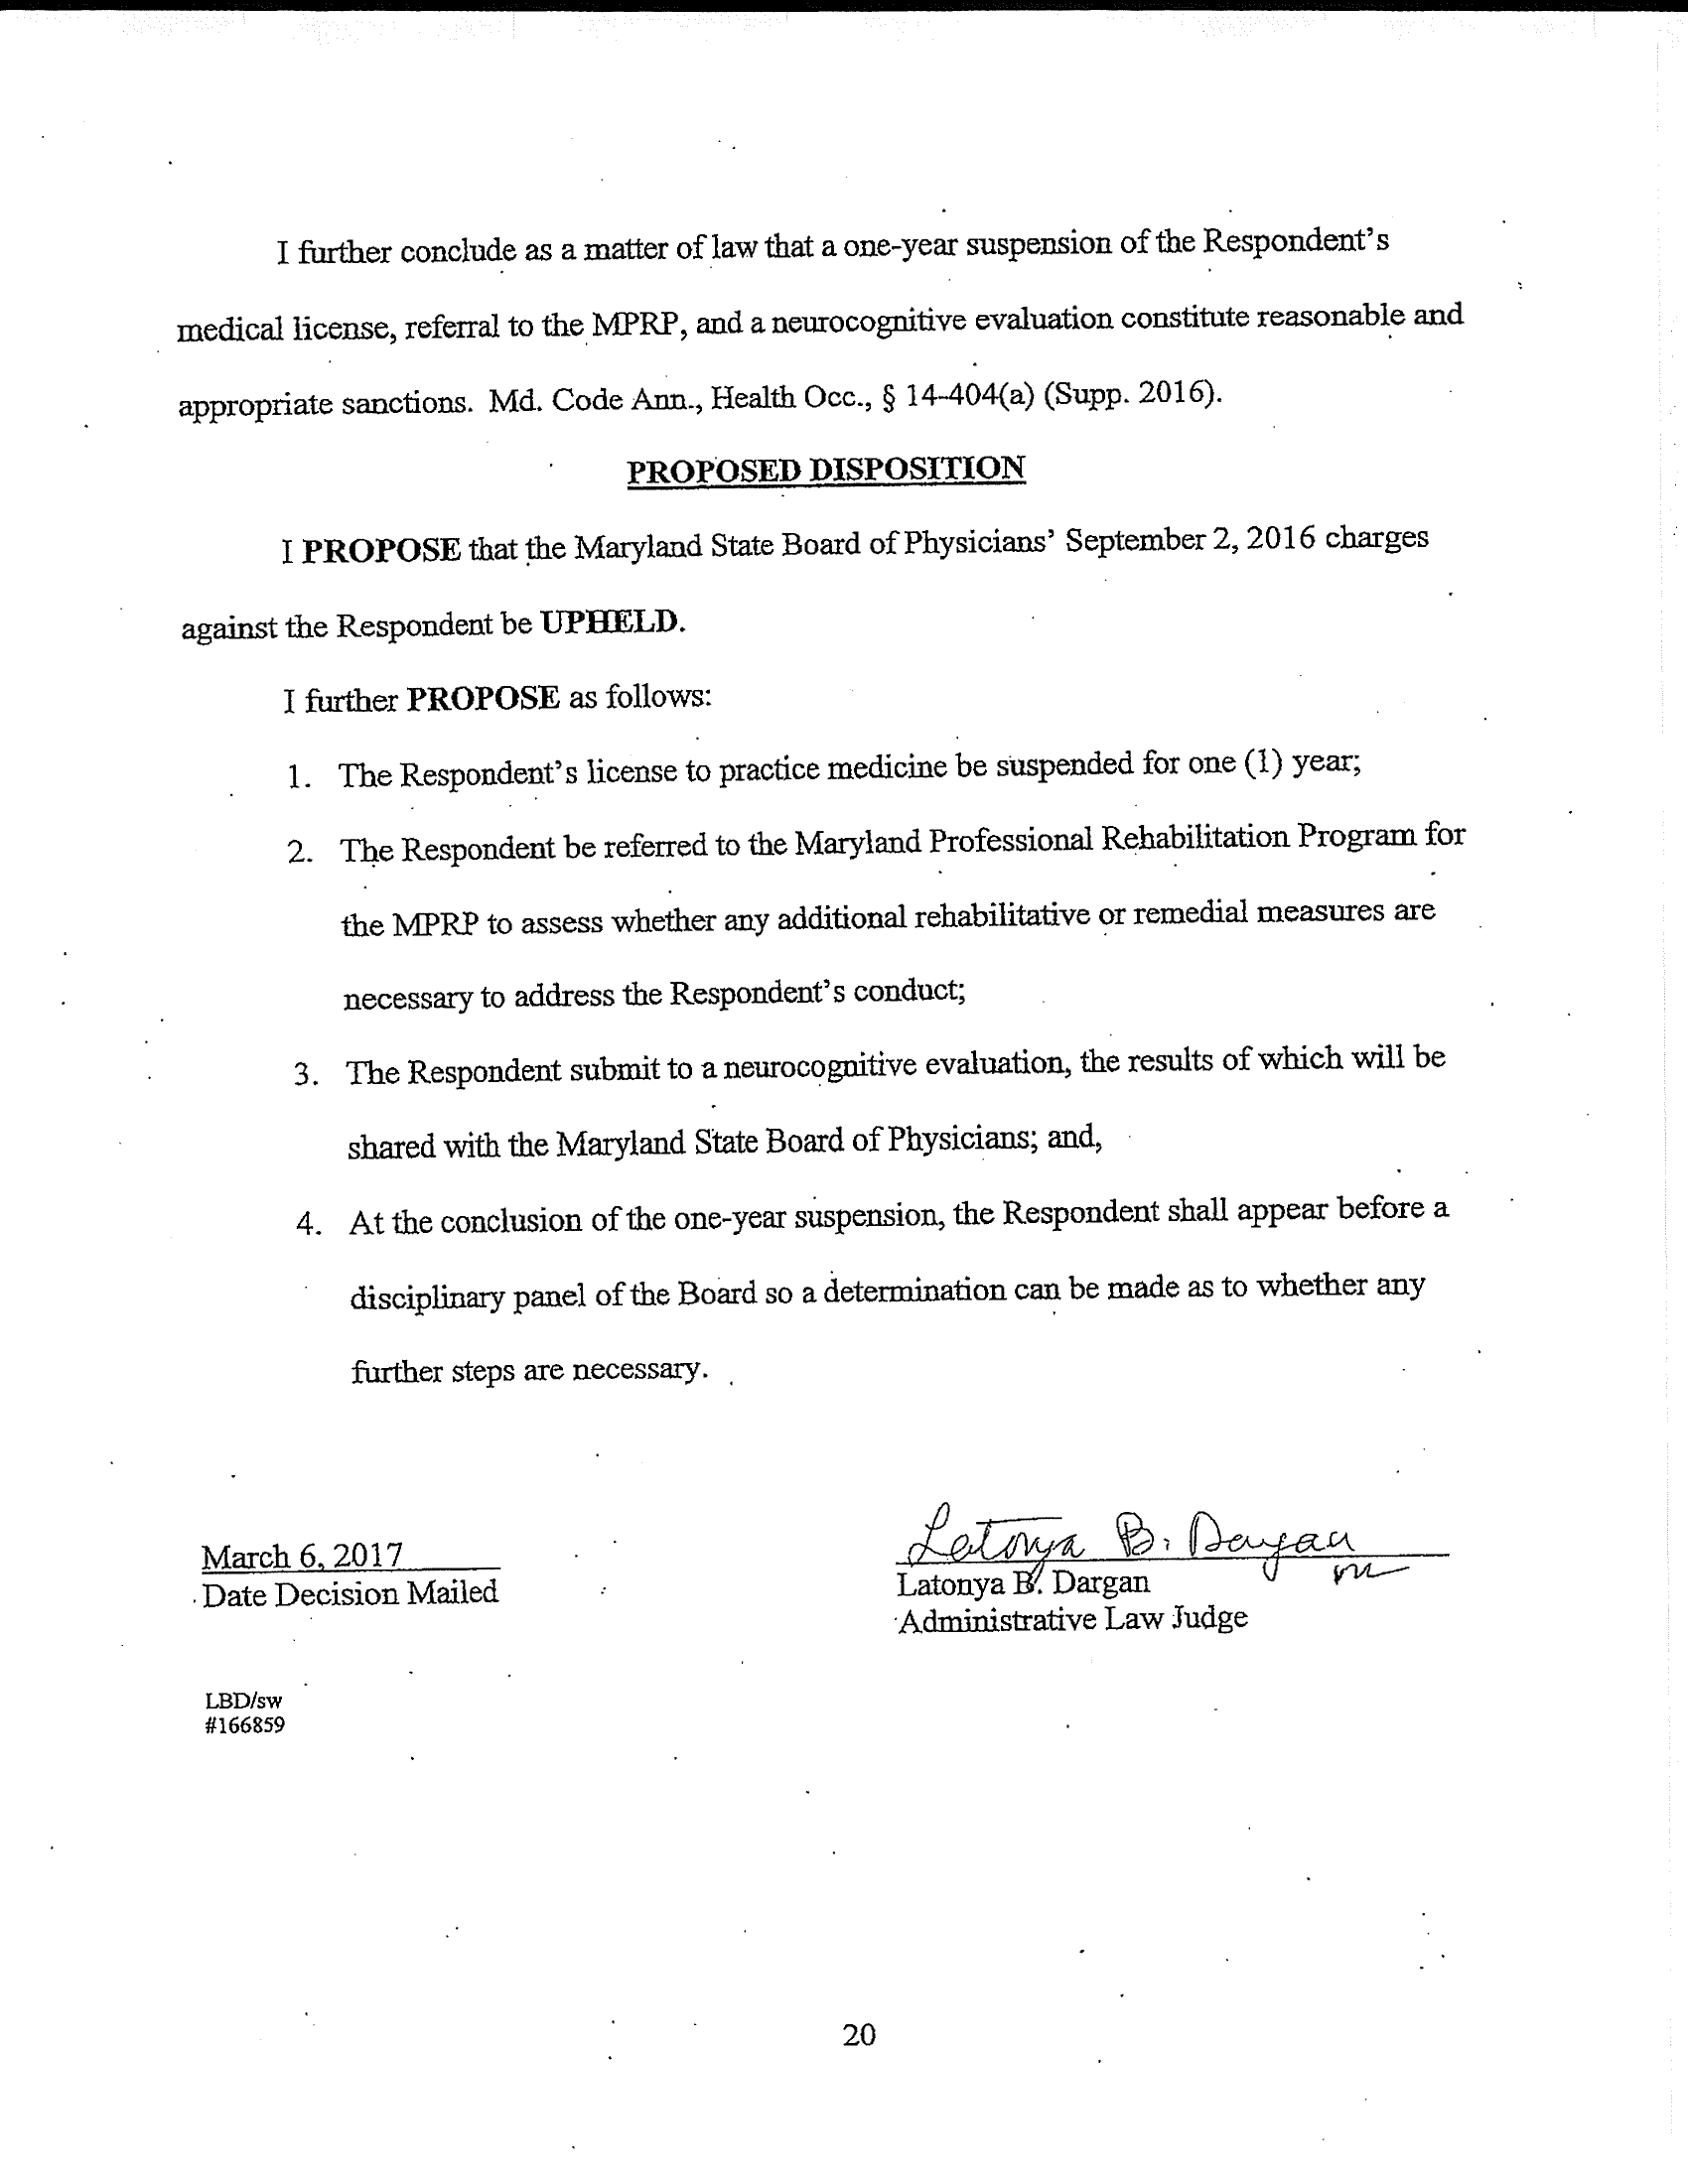 I further conclude as a matter of law that a one-year suspension of the Respondent's
medical license, referral to the MPRP, and a neurocognitive evaluation constitute reasonable and
appropriate sanctions. Md. Code Ann., Health Occ., § 14-404(a) (Supp. 2016).
PROPOSED DISPOSITION
I PROPOSE that the Maryland State Board of Physicians' September 2, 2016 charges
against the Respondent be UPHELD.
I further PROPOSE as follows:
1. The Respondent's license to practice medicine be suspended for one (1) year;
2. The Respondent be referred to the Maryland Professional Rehabilitation Program for
the MPRP to assess whether any additional rehabilitative or remedial measures are
necessary to address the Respondent's conduct;
3. The Respondent submit to a neurocognitive evaluation, the results of which will be
shared with the Maryland State Board of Physicians; and,
4. At the conclusion of the one-year suspension, the Respondent shall appear before a
disciplinary panel of the Board so a determination can be made as to whether any
further steps are necessary.
March 6, 2017
Date Decision Mailed
Latonya B. Dargan
Latonya B. Dargan
Administrative Law Judge
LBD/sw
#166859
20